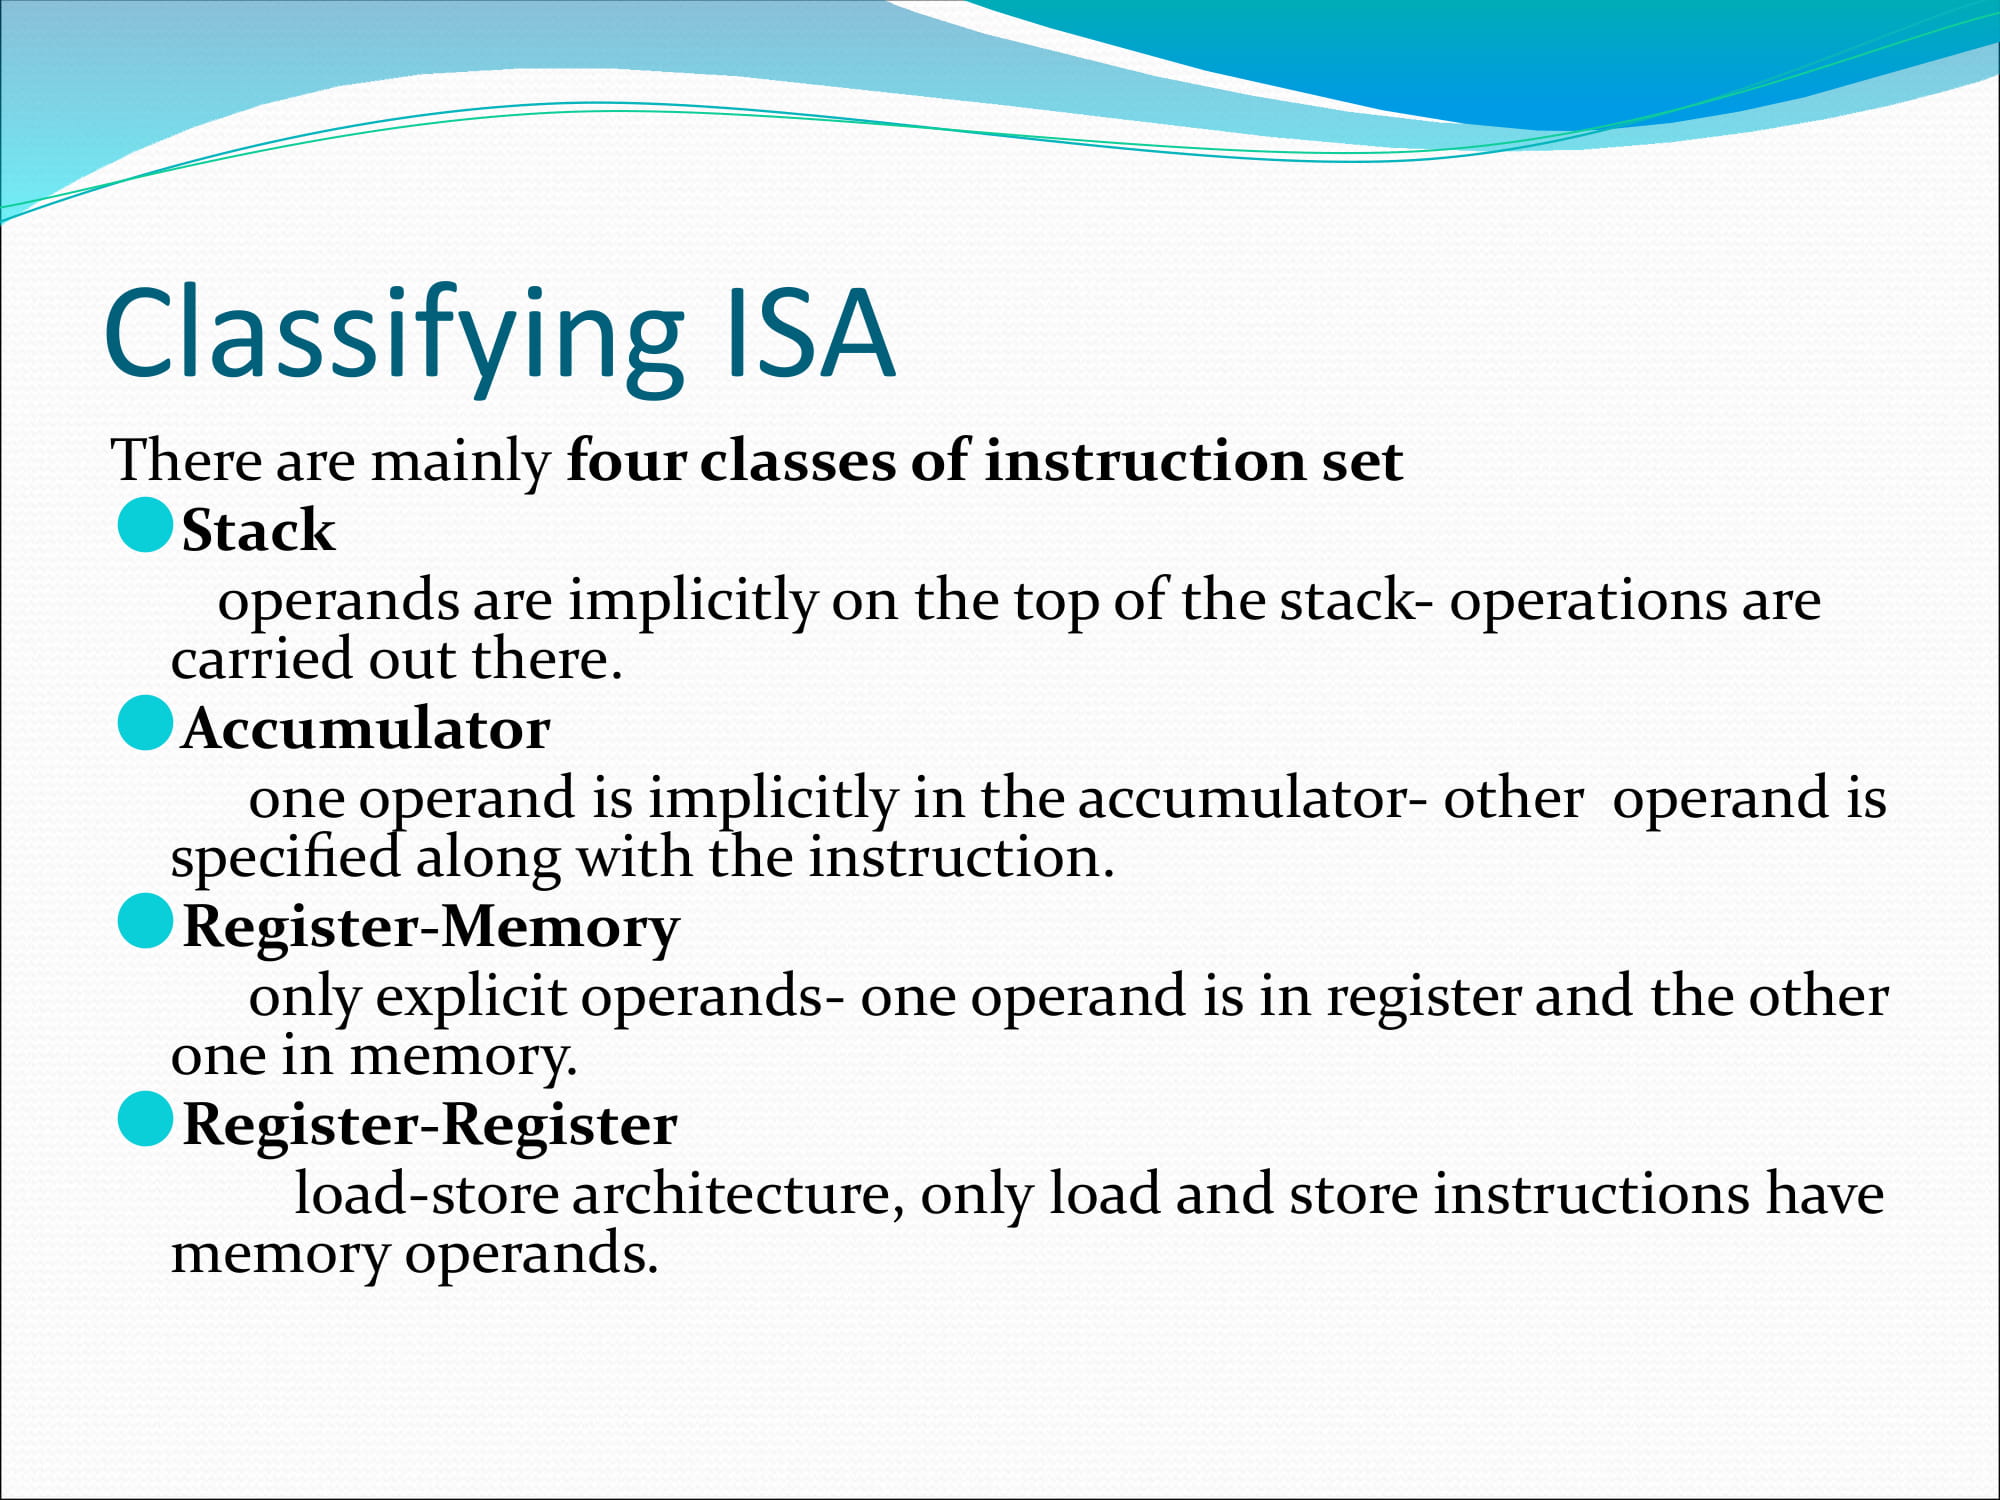 Classifying ISA
There are mainly four classes of instruction set
Stack
operands are implicitly on the top of the stack- operations are
carried out there.
Accumulator
one operand is implicitly in the accumulator- other  operand is
specified along with the instruction.
Register-Memory
only explicit operands- one operand is in register and the other
one in memory.
Register-Register
load-store architecture, only load and store instructions have
memory operands.